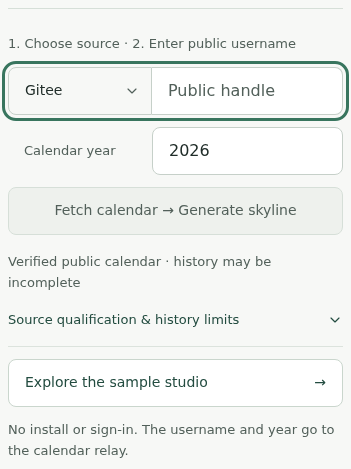 1. Choose source · 2. Enter public username
Gitee
Public handle
Calendar year
2026
Fetch calendar → Generate skyline
Verified public calendar · history may be
incomplete
Source qualification & history limits
Explore the sample studio →
No install or sign-in. The username and year go to
the calendar relay.